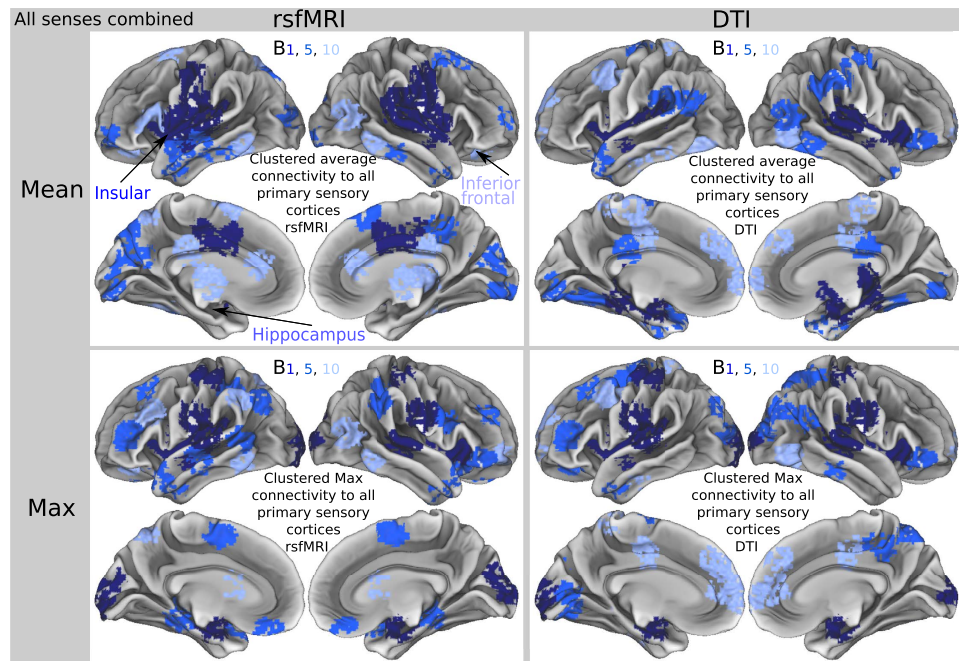 All senses combined
rsfMRI
DTI
Mean
B1, 5, 10
Insular
Clustered average
connectivity to all
primary sensory
cortices
rsfMRI
Inferior
frontal
Hippocampus
B1, 5, 10
Clustered average
connectivity to all
primary sensory
cortices
DTI
Max
B1, 5, 10
Clustered Max
connectivity to all
primary sensory
cortices
rsfMRI
B1, 5, 10
Clustered Max
connectivity to all
primary sensory
cortices
DTI